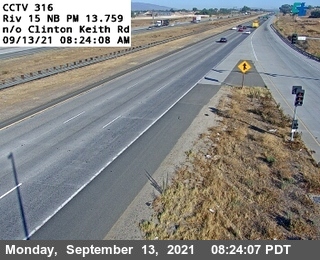 CCTV 316
Riv 15 NB PM 13.759
n/o Clinton Keith Rd
09/13/21 08:24:08 AM
Monday, September 13, 2021 08:24:07 PDT